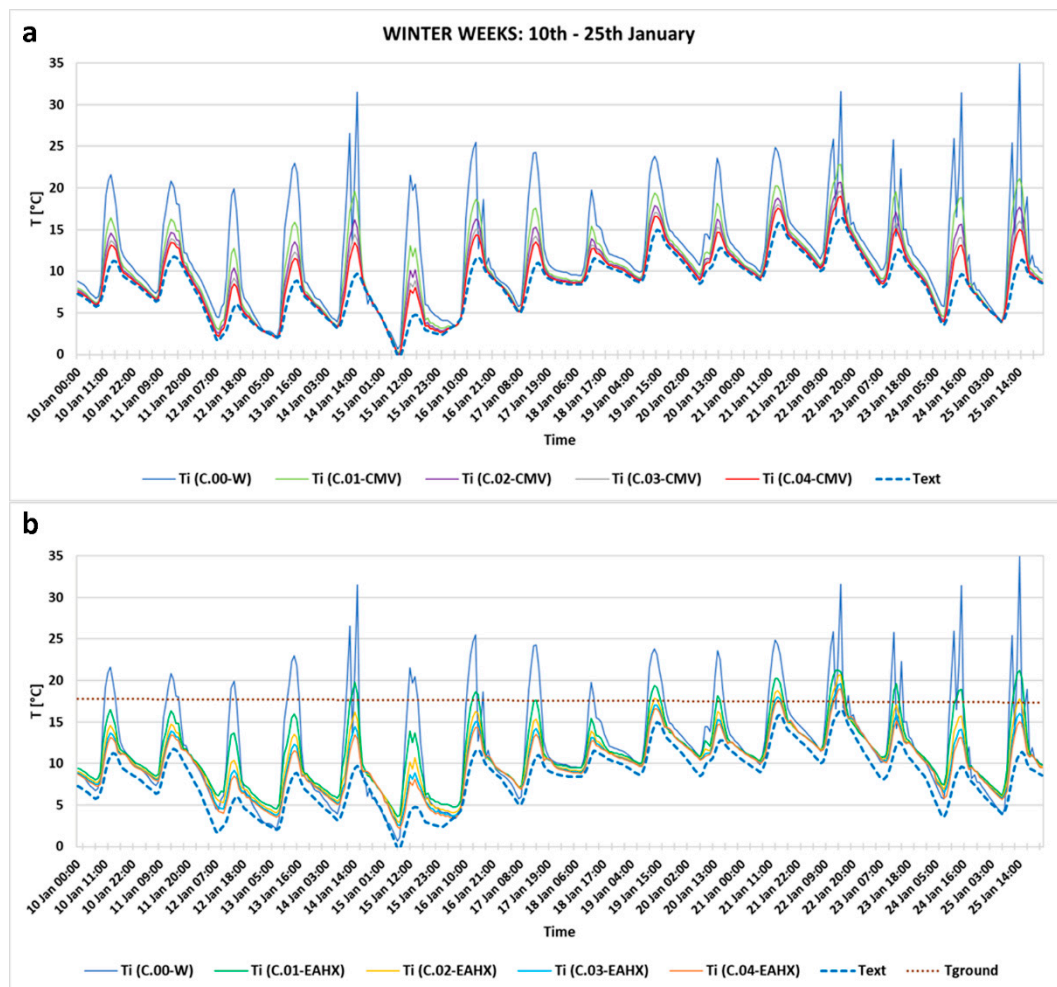 a
WINTER WEEKS: 10th - 25th January
T [°C]
35
30
25
20
15
10
5
0
10 Jan 00:00
10 Jan 11:00
10 Jan 22:00
11 Jan 09:00
11 Jan 20:00
12 Jan 07:00
12 Jan 18:00
13 Jan 05:00
13 Jan 16:00
14 Jan 03:00
14 Jan 14:00
15 Jan 01:00
15 Jan 12:00
15 Jan 23:00
16 Jan 10:00
16 Jan 21:00
17 Jan 08:00
17 Jan 19:00
18 Jan 06:00
18 Jan 17:00
19 Jan 04:00
19 Jan 15:00
20 Jan 02:00
20 Jan 13:00
21 Jan 00:00
21 Jan 11:00
21 Jan 22:00
22 Jan 09:00
22 Jan 20:00
23 Jan 07:00
23 Jan 18:00
24 Jan 05:00
24 Jan 16:00
25 Jan 03:00
25 Jan 14:00
Time
Ti (C.00-W) Ti (C.01-CMV) Ti (C.02-CMV) Ti (C.03-CMV) Ti (C.04-CMV) Text
b
T [°C]
35
30
25
20
15
10
5
0
10 Jan 00:00
10 Jan 11:00
10 Jan 22:00
11 Jan 09:00
11 Jan 20:00
12 Jan 07:00
12 Jan 18:00
13 Jan 05:00
13 Jan 16:00
14 Jan 03:00
14 Jan 14:00
15 Jan 01:00
15 Jan 12:00
15 Jan 23:00
16 Jan 10:00
16 Jan 21:00
17 Jan 08:00
17 Jan 19:00
18 Jan 06:00
18 Jan 17:00
19 Jan 04:00
19 Jan 15:00
20 Jan 02:00
20 Jan 13:00
21 Jan 00:00
21 Jan 11:00
21 Jan 22:00
22 Jan 09:00
22 Jan 20:00
23 Jan 07:00
23 Jan 18:00
24 Jan 05:00
24 Jan 16:00
25 Jan 03:00
25 Jan 14:00
Time
Ti (C.00-W) Ti (C.01-EAHX) Ti (C.02-EAHX) Ti (C.03-EAHX) Ti (C.04-EAHX) Text Tground